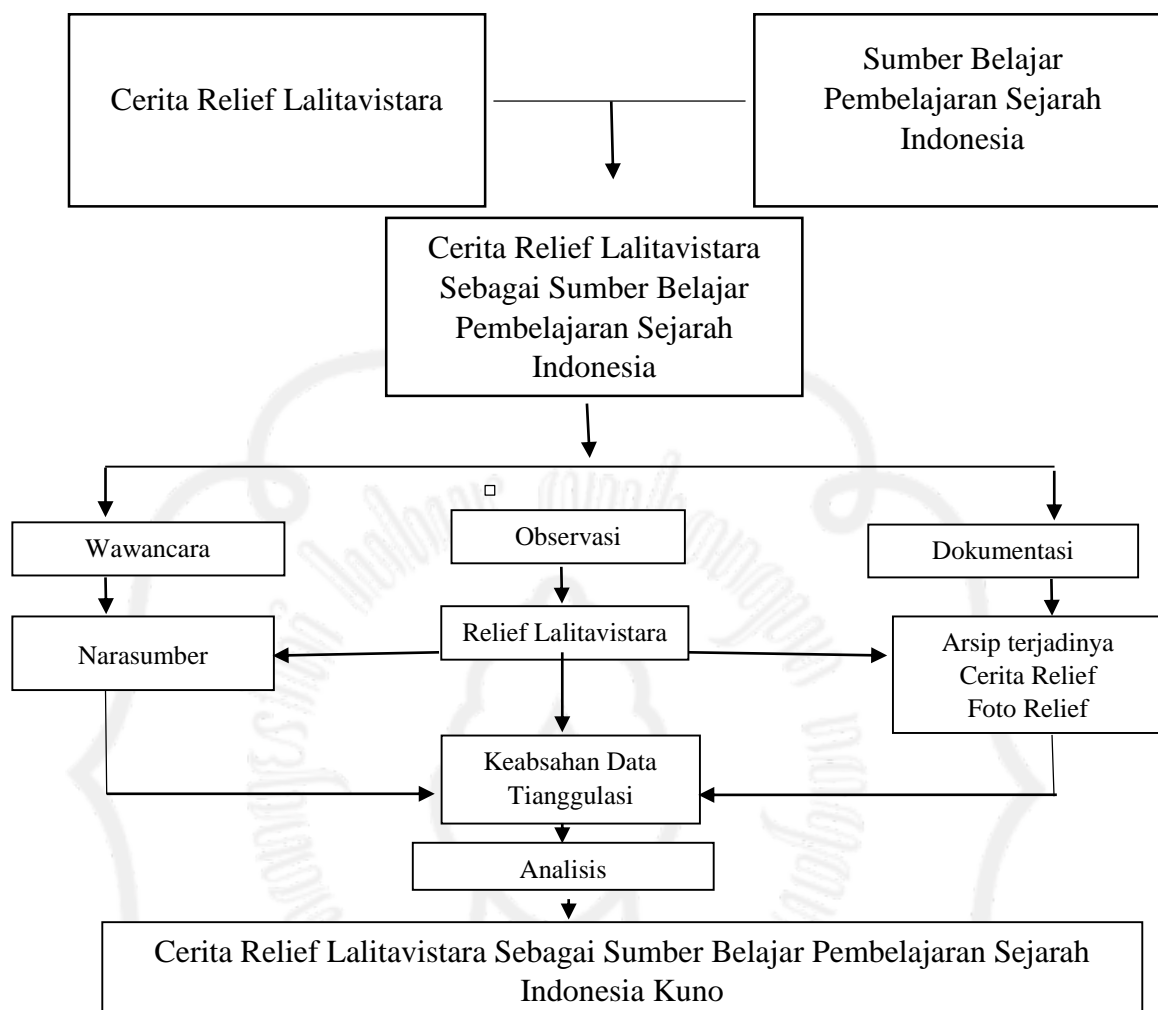 Cerita Relief Lalitavistara
Sumber Belajar
Pembelajaran Sejarah
Indonesia
Cerita Relief Lalitavistara
Sebagai Sumber Belajar
Pembelajaran Sejarah
Indonesia
Wawancara
Observasi
Dokumentasi
Narasumber
Relief Lalitavistara
Arsip terjadinya
Cerita Relief
Foto Relief
Keabsahan Data
Tianggulasi
Analisis
Cerita Relief Lalitavistara Sebagai Sumber Belajar Pembelajaran Sejarah
Indonesia Kuno